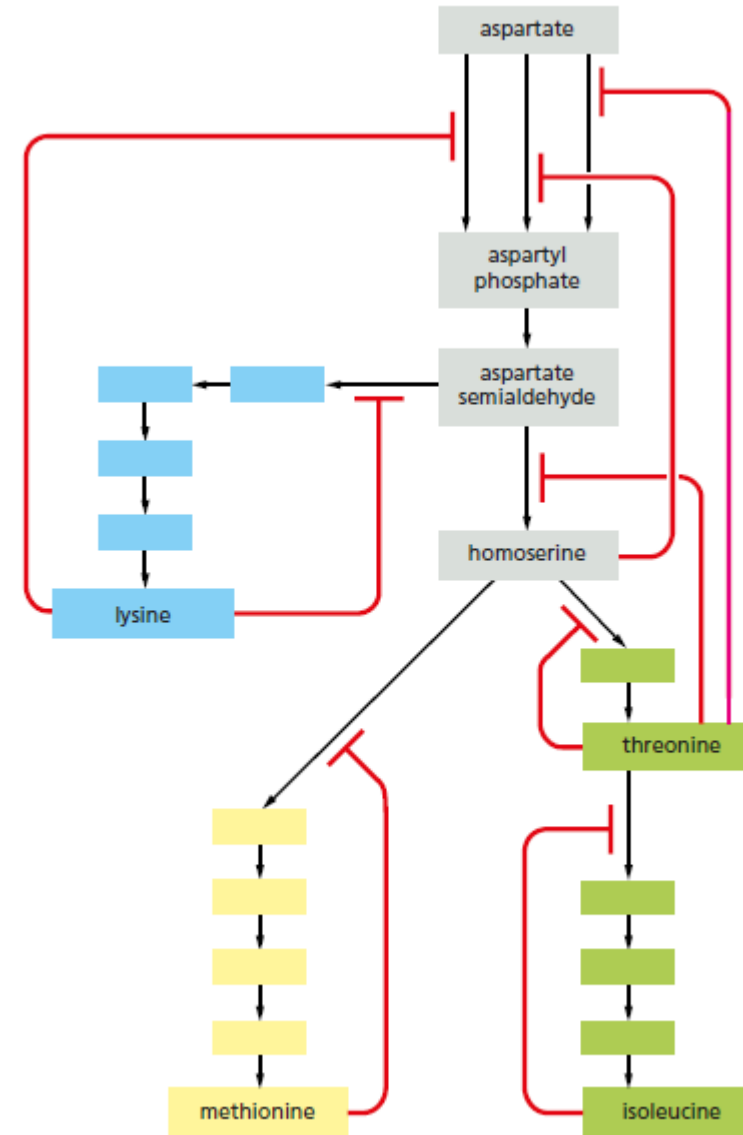 aspartate
aspartyl
phosphate
aspartate
semialdehyde
homoserine
lysine
threonine
methionine
isoleucine